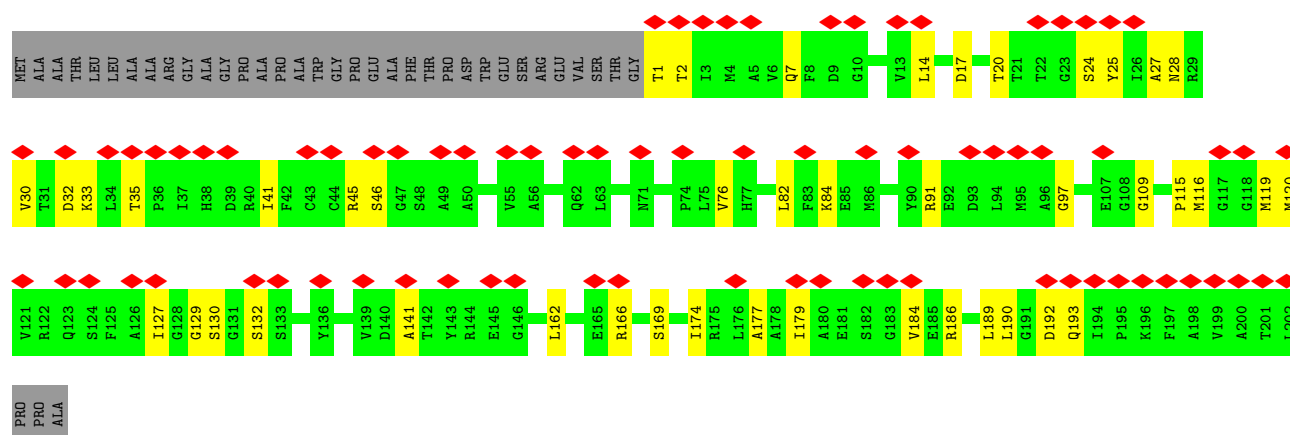 MET ALA ALA THR LEU LEU ALA ALA ARG GLY ALA GLY PRO ALA PRO ALA TRP GLY PRO GLU ALA PHE THR PRO ASP TRP GLU SER ARG GLU VAL SER THR GLY T1 T2 I3 M4 A5 V6 Q7 F8 D9 G10 V13 L14 D17 T20 T21 T22 G23 S24 Y25 I26 A27 N28 R29
V30 T31 D32 K33 L34 T35 P36 I37 H38 D39 R40 I41 F42 C43 C44 R45 S46 G47 S48 A49 A50 V55 A56 Q62 L63 N71 P74 L75 V76 H77 L82 F83 K84 E85 M86 Y90 R91 E92 D93 L94 M95 A96 G97 E107 G108 G109 P115 M116 G117 G118 M119 M120
V121 R122 Q123 S124 F125 A126 I127 G128 G129 S130 G131 S132 S133 Y136 V139 D140 A141 T142 Y143 R144 E145 G146 L162 E165 R166 S169 I174 R175 L176 A177 A178 I179 A180 E181 S182 G183 V184 E185 R186 L189 L190 G191 D192 Q193 I194 P195 K196 F197 A198 V199 A200 T201 L202
PRO PRO ALA